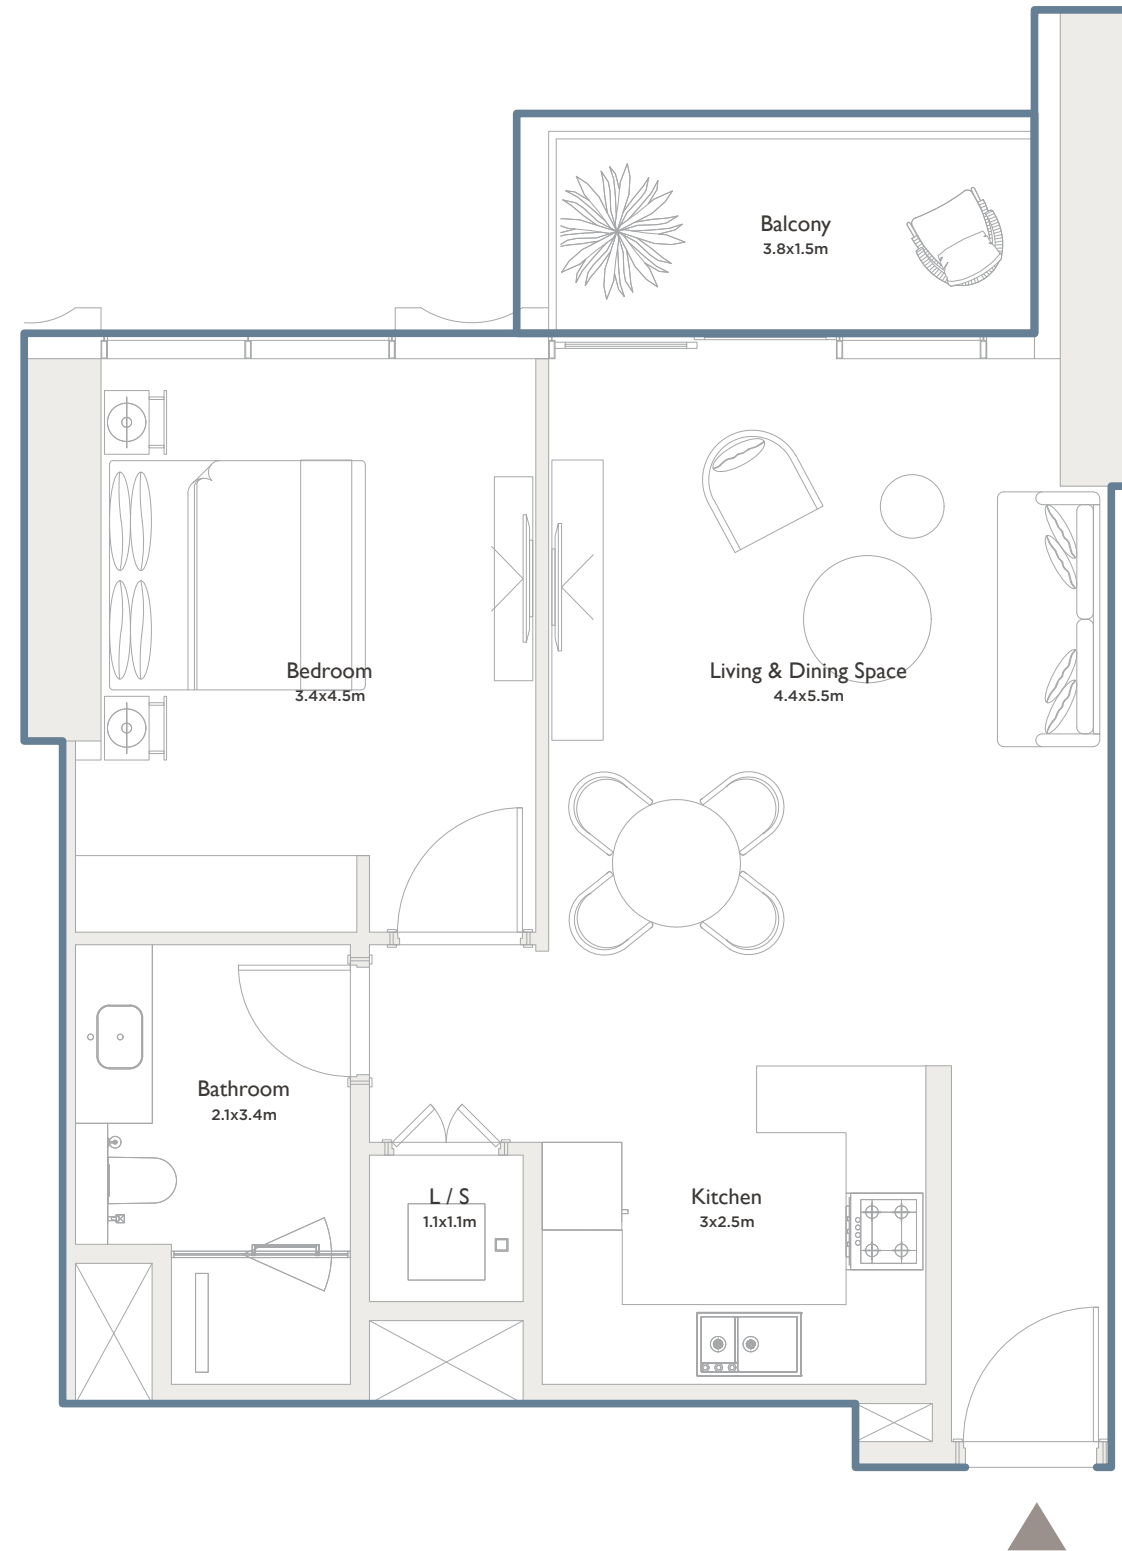 Balcony
3.8x1.5m
Bedroom
3.4x4.5m
Living & Dining Space
4.4x5.5m
Bathroom
2.1x3.4m
L / S
1.1x1.1m
Kitchen
3x2.5m